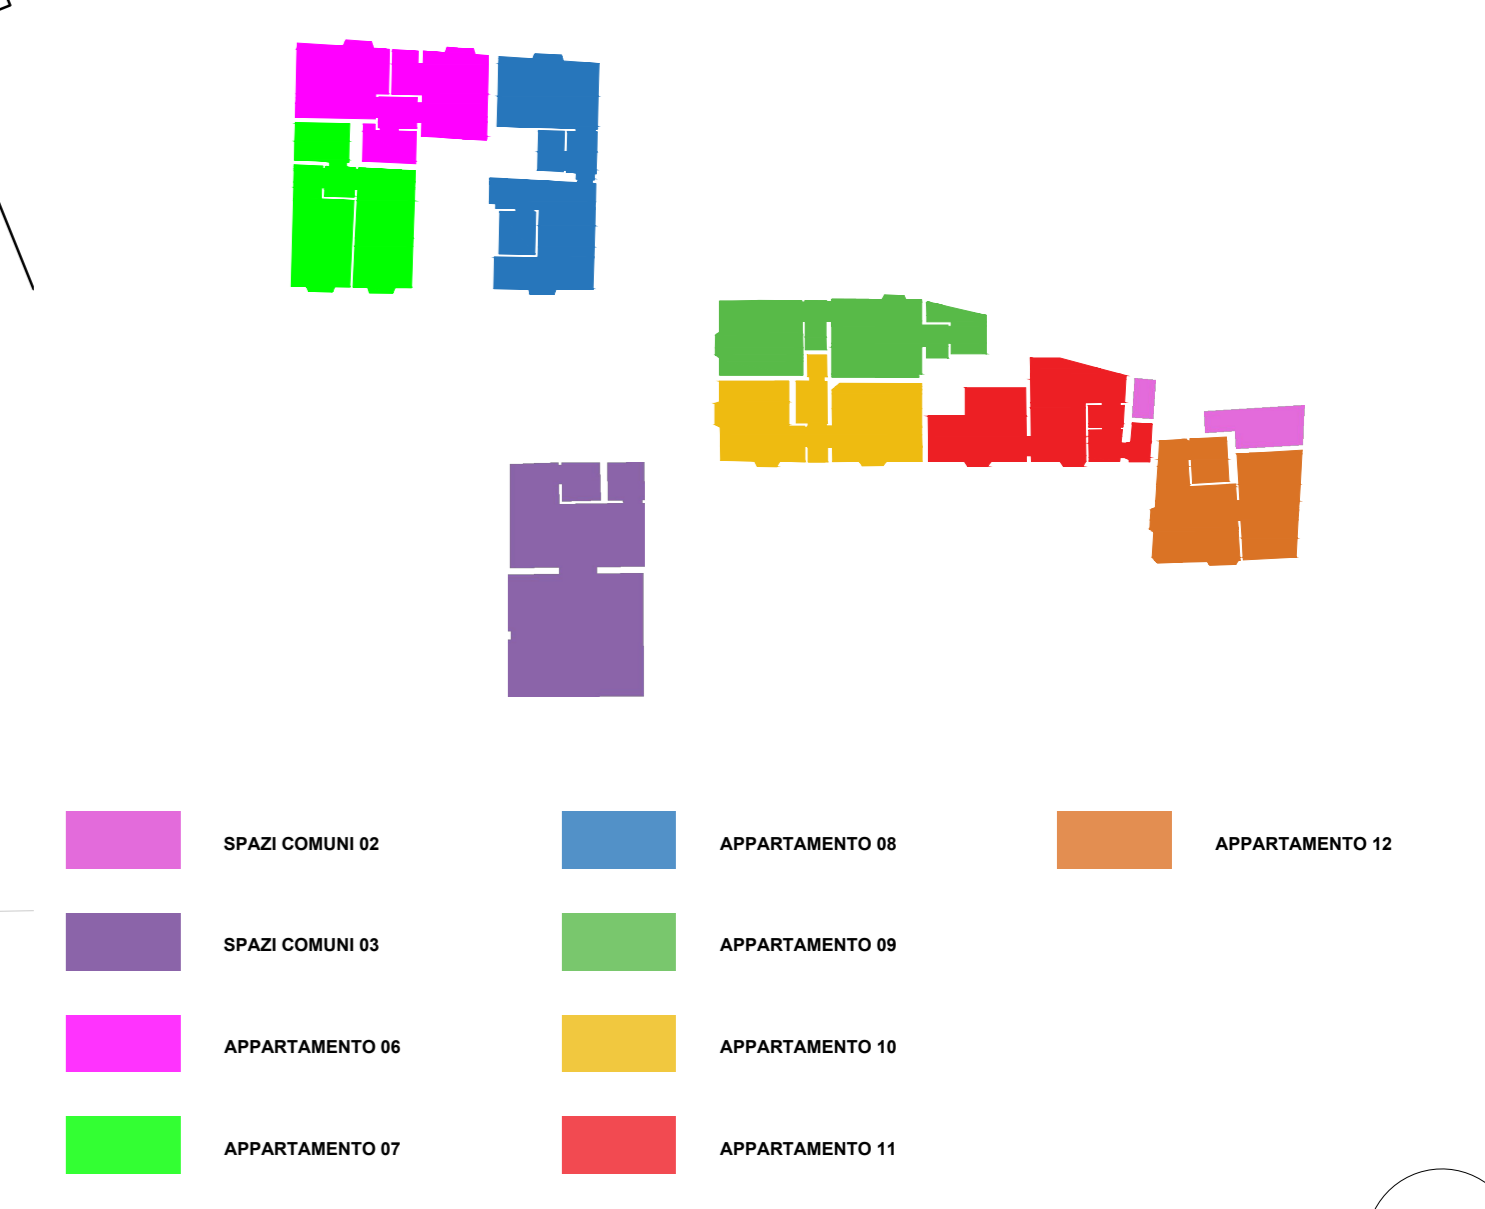 SPAZI COMUNI 02
SPAZI COMUNI 03
APPARTAMENTO 06
APPARTAMENTO 07
APPARTAMENTO 08
APPARTAMENTO 09
APPARTAMENTO 10
APPARTAMENTO 11
APPARTAMENTO 12